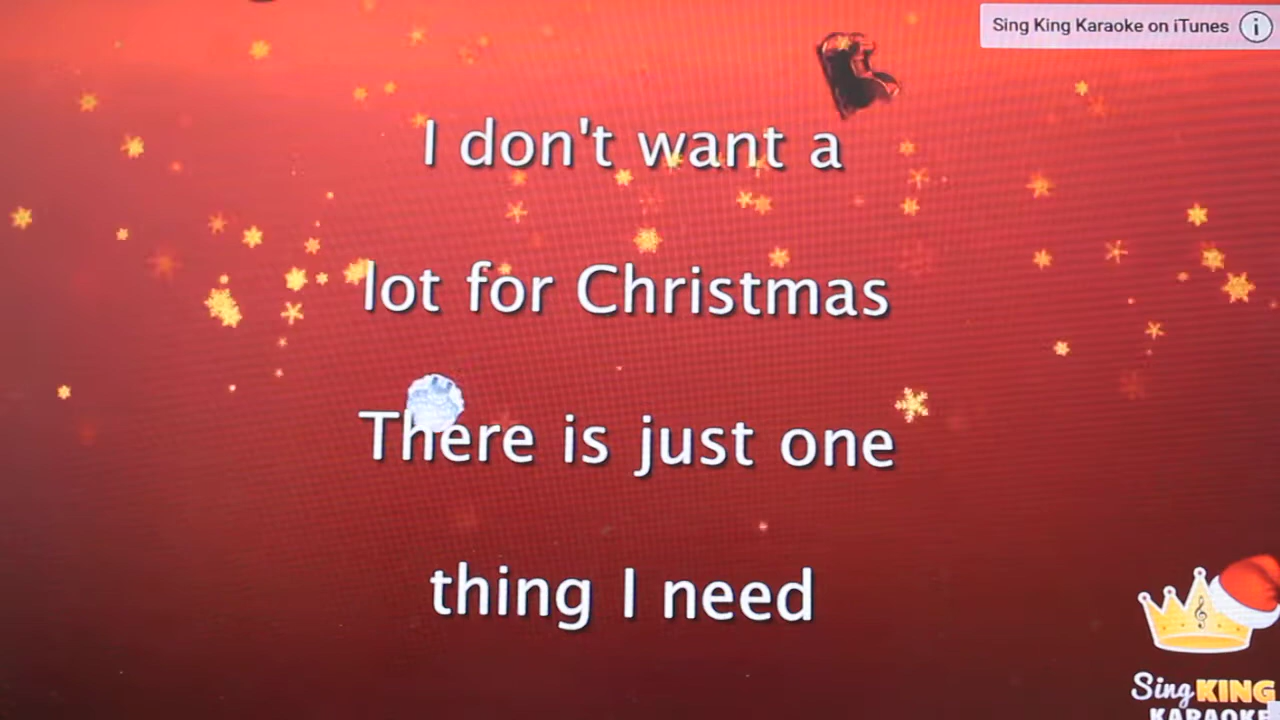 Sing King Karaoke on iTunes
I don't want a
lot for Christmas
There is just one
thing I need
Sing KING
KARAOKE